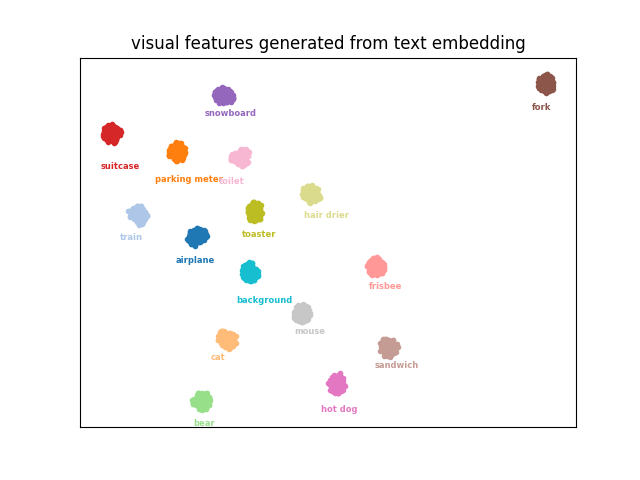 visual features generated from text embedding
fork
snowboard
suitcase
parking meter
toilet
hair drier
toaster
train
airplane
frisbee
background
mouse
cat
sandwich
hot dog
bear